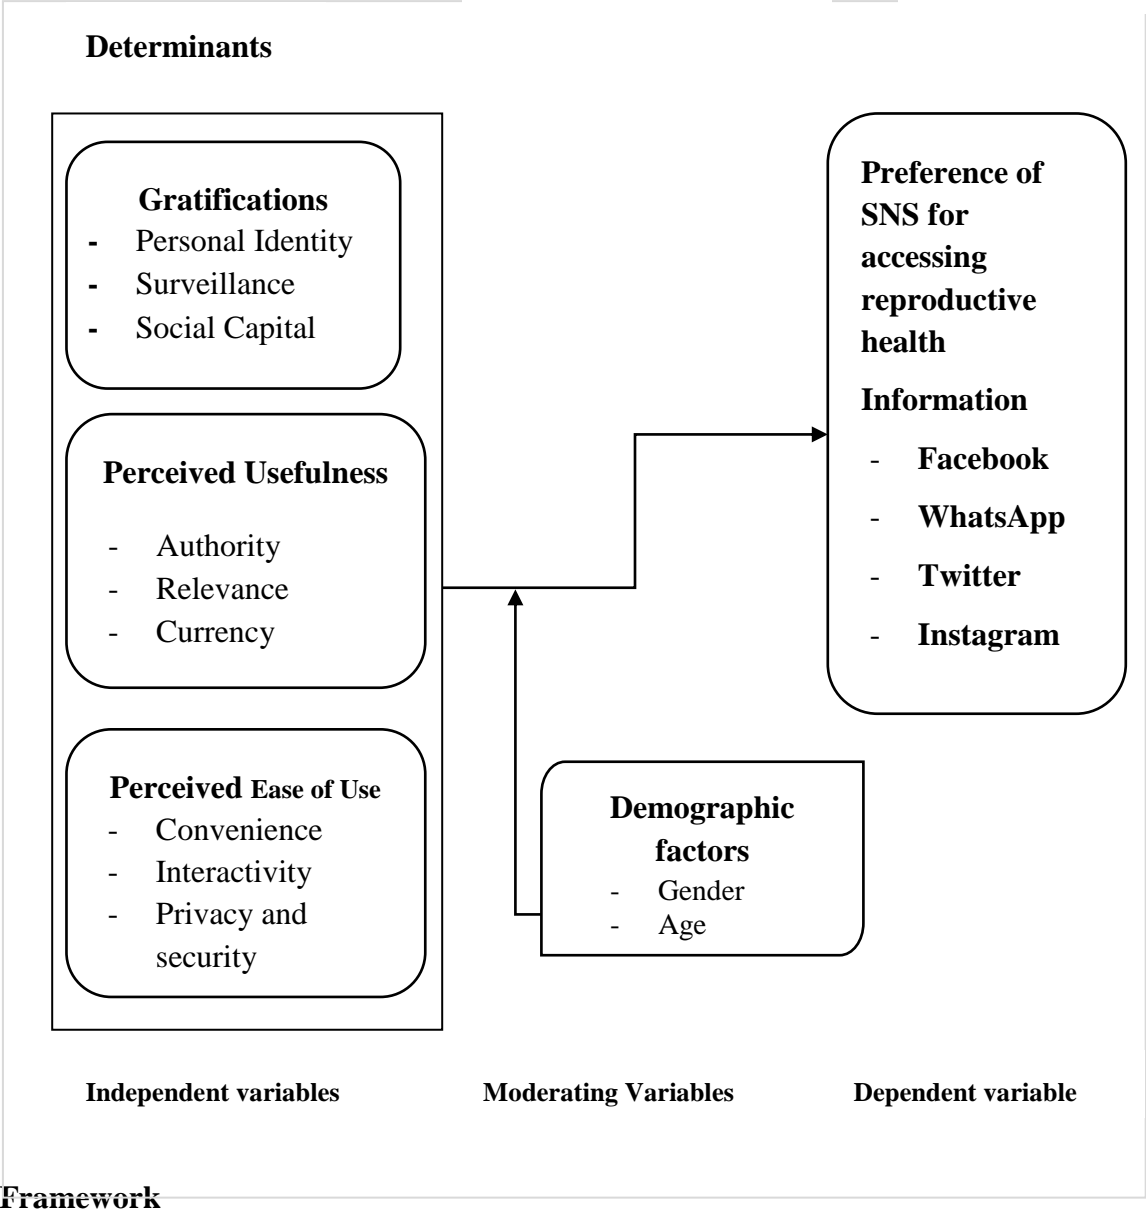 Determinants
Gratifications
- Personal Identity
- Surveillance
- Social Capital
Perceived Usefulness
- Authority
- Relevance
- Currency
Perceived Ease of Use
- Convenience
- Interactivity
- Privacy and
security
Demographic
factors
- Gender
- Age
Preference of
SNS for
accessing
reproductive
health
Information
- Facebook
- WhatsApp
- Twitter
- Instagram
Independent variables
Moderating Variables
Dependent variable
Framework